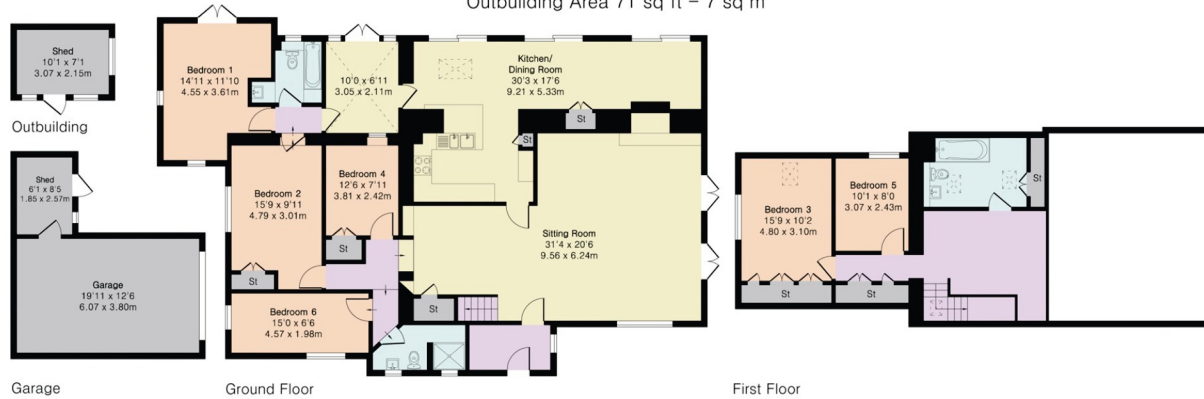 Outbuilding Area 71 sq ft – 7 sq m
Shed
10'1 x 7'1
3.07 x 2.15m
Outbuilding
Shed
6'1 x 8'5
1.85 x 2.57m
Garage
19'11 x 12'6
6.07 x 3.80m
Garage
Bedroom 1
14'11 x 11'10
4.55 x 3.61m
10'0 x 6'11
3.05 x 2.11m
Kitchen/
Dining Room
30'3 x 17'6
9.21 x 5.33m
St
St
Bedroom 2
15'9 x 9'11
4.79 x 3.01m
Bedroom 4
12'6 x 7'11
3.81 x 2.42m
St
St
Sitting Room
31'4 x 20'6
9.56 x 6.24m
St
Bedroom 6
15'0 x 6'6
4.57 x 1.98m
Ground Floor
Bedroom 3
15'9 x 10'2
4.80 x 3.10m
Bedroom 5
10'1 x 8'0
3.07 x 2.43m
St
St
St
First Floor